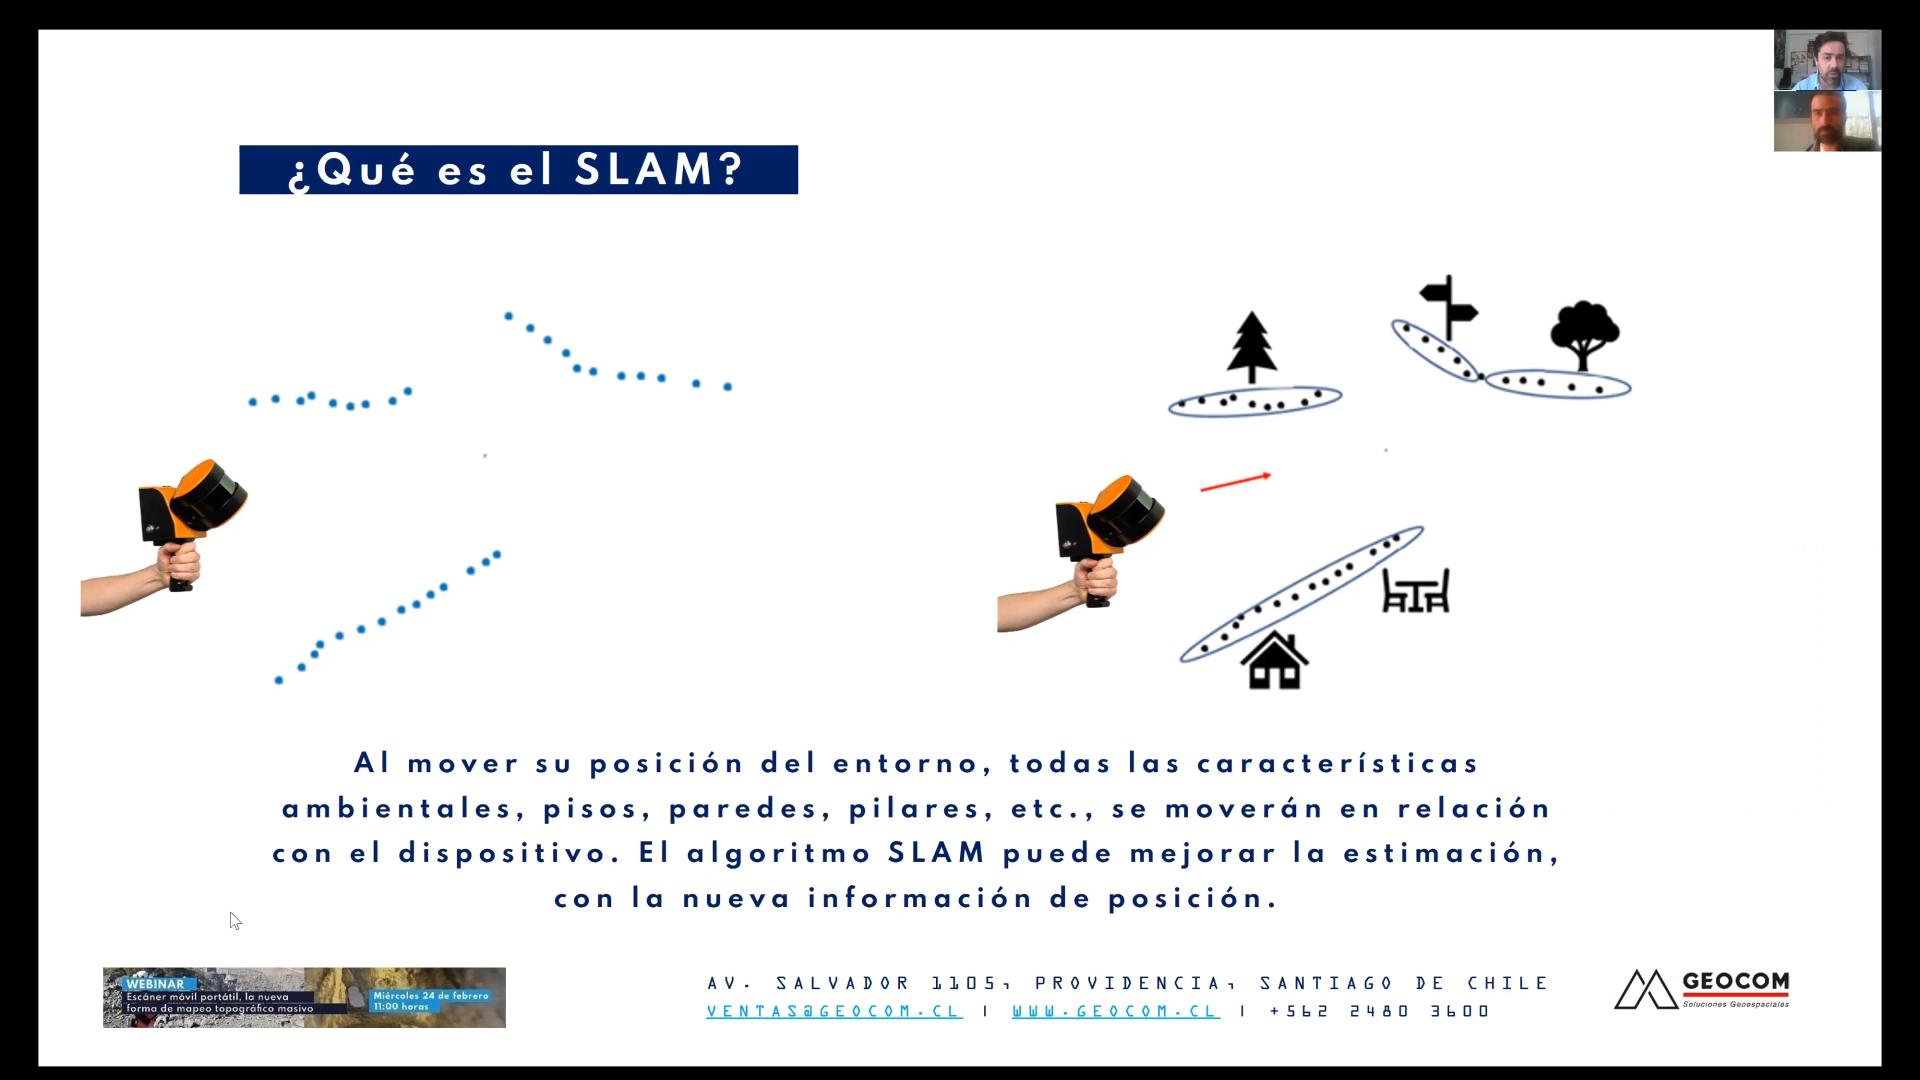 ¿Qué es el SLAM?
Al mover su posición del entorno, todas las características
ambientales, pisos, paredes, pilares, etc., se moverán en relación
con el dispositivo. El algoritmo SLAM puede mejorar la estimación,
con la nueva información de posición.
WEBINAR
Escáner móvil portátil, la nueva
forma de mapeo topográfico masivo
Miércoles 24 de febrero
11:00 horas
AV. SALVADOR 1105, PROVIDENCIA, SANTIAGO DE CHILE
VENTAS@GEOCOM.CL | WWW.GEOCOM.CL | +562 2480 3600
GEOCOM
Soluciones Geoespaciales